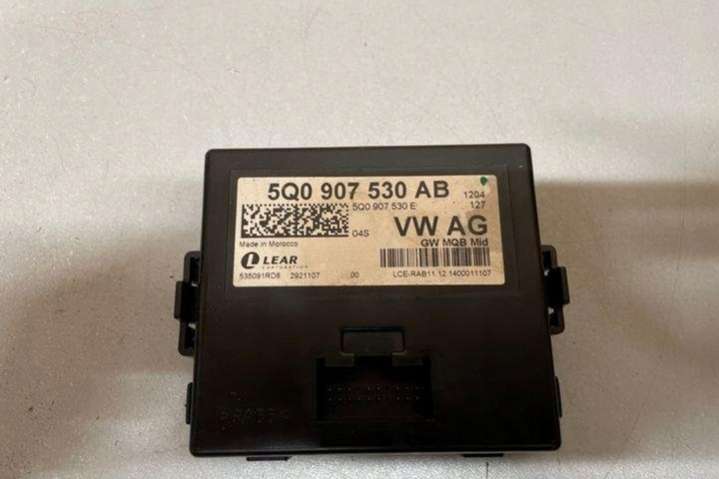 5Q0 907 530 AB 1204
5Q0 907 530 E 127
04S VW AG
Made in Morocco GW MQB Mid
LEAR
CORPORATION
535091RD8 2921107 00 LCE-RAB11.12.1400011107